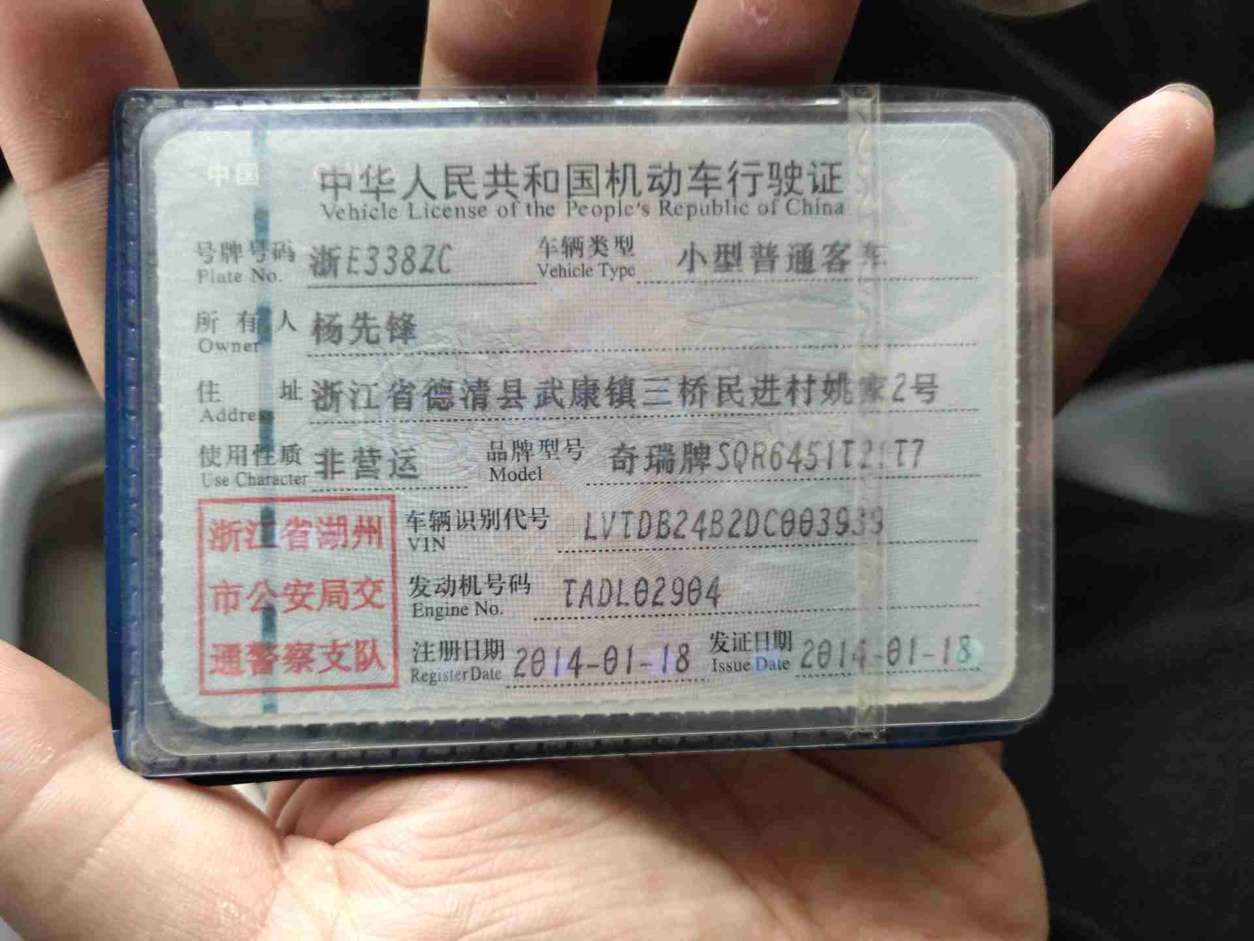 中国
中华人民共和国机动车行驶证
Vehicle License of the People's Republic of China
号牌号码 浙E338ZC 车辆类型 小型普通客车
Plate No. Vehicle Type
所有人 杨先锋
Owner
住址 浙江省德清县武康镇三桥民进村姚家2号
Address
使用性质 非营运 品牌型号 奇瑞牌SQR6451T21T7
Use Character Model
浙江省湖州
市公安局交
通警察支队
车辆识别代号 LVTDB24B2DC003939
VIN
发动机号码 TADL02904
Engine No.
注册日期 2014-01-18 发证日期 2014-01-18
Register Date Issue Date